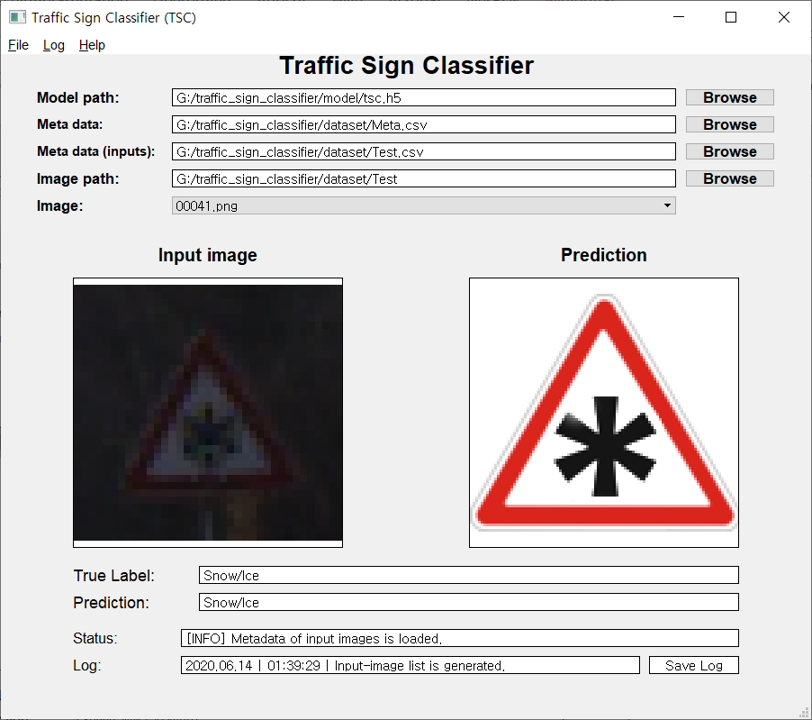 Traffic Sign Classifier (TSC)
File Log Help
Traffic Sign Classifier
Model path: G:/traffic_sign_classifier/model/tsc.h5 Browse
Meta data: G:/traffic_sign_classifier/dataset/Meta.csv Browse
Meta data (inputs): G:/traffic_sign_classifier/dataset/Test.csv Browse
Image path: G:/traffic_sign_classifier/dataset/Test Browse
Image: 00041.png
Input image Prediction
True Label: Snow/Ice
Prediction: Snow/Ice
Status: [INFO] Metadata of input images is loaded.
Log: 2020.06.14 | 01:39:29 | Input-image list is generated. Save Log